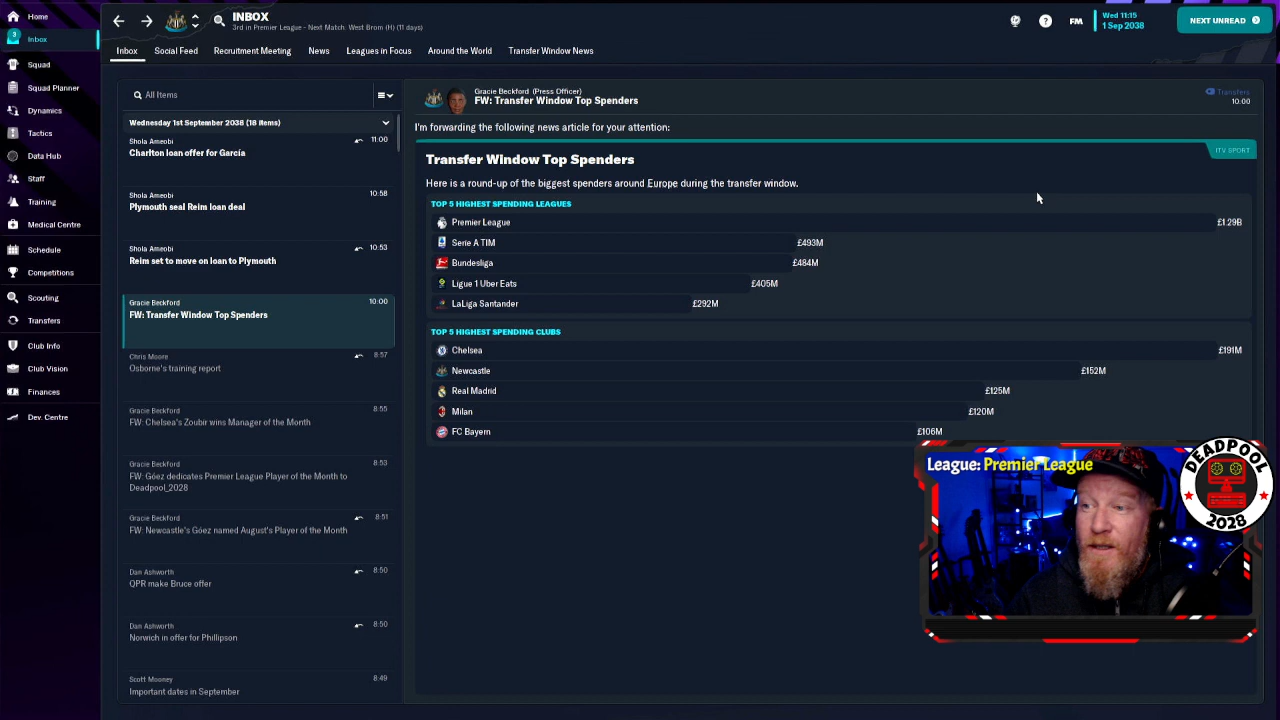 Home
3
Inbox
Squad
Squad Planner
Dynamics
Tactics
Data Hub
Staff
Training
Medical Centre
Schedule
Competitions
Scouting
Transfers
Club Info
Club Vision
Finances
Dev. Centre
INBOX
3rd in Premier League - Next Match: West Brom (H) (11 days)
FM
Wed 11:15
1 Sep 2038
NEXT UNREAD
Inbox Social Feed Recruitment Meeting News Leagues in Focus Around the World Transfer Window News
All Items
Wednesday 1st September 2038 (18 items)
Shola Ameobi 11:00
Charlton loan offer for García
Shola Ameobi 10:58
Plymouth seal Reim loan deal
Shola Ameobi 10:53
Reim set to move on loan to Plymouth
Gracie Beckford 10:00
FW: Transfer Window Top Spenders
Chris Moore 8:57
Osborne's training report
Gracie Beckford 8:55
FW: Chelsea's Zoubir wins Manager of the Month
Gracie Beckford 8:53
FW: Góez dedicates Premier League Player of the Month to
Deadpool_2028
Gracie Beckford 8:51
FW: Newcastle's Góez named August's Player of the Month
Dan Ashworth 8:50
QPR make Bruce offer
Dan Ashworth 8:50
Norwich in offer for Phillipson
Scott Mooney 8:49
Important dates in September
Gracie Beckford (Press Officer)
FW: Transfer Window Top Spenders
Transfers
10:00
I'm forwarding the following news article for your attention:
ITV SPORT
Transfer Window Top Spenders
Here is a round-up of the biggest spenders around Europe during the transfer window.
TOP 5 HIGHEST SPENDING LEAGUES
Premier League £1.29B
Serie A TIM £493M
Bundesliga £484M
Ligue 1 Uber Eats £405M
LaLiga Santander £292M
TOP 5 HIGHEST SPENDING CLUBS
Chelsea £191M
Newcastle £152M
Real Madrid £125M
Milan £120M
FC Bayern £106M
League: Premier League
DEADPOOL
2028